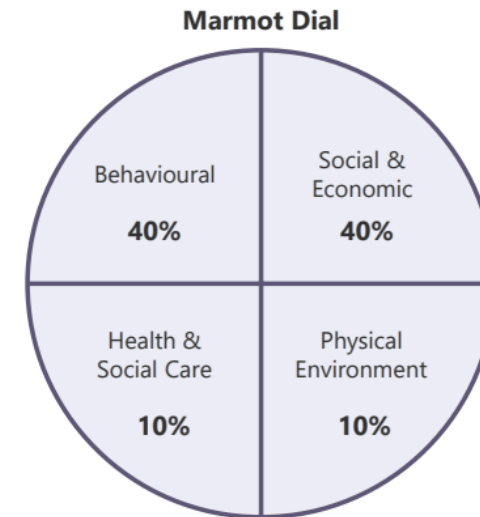 Marmot Dial
Behavioural
40%
Social &
Economic
40%
Health &
Social Care
10%
Physical
Environment
10%